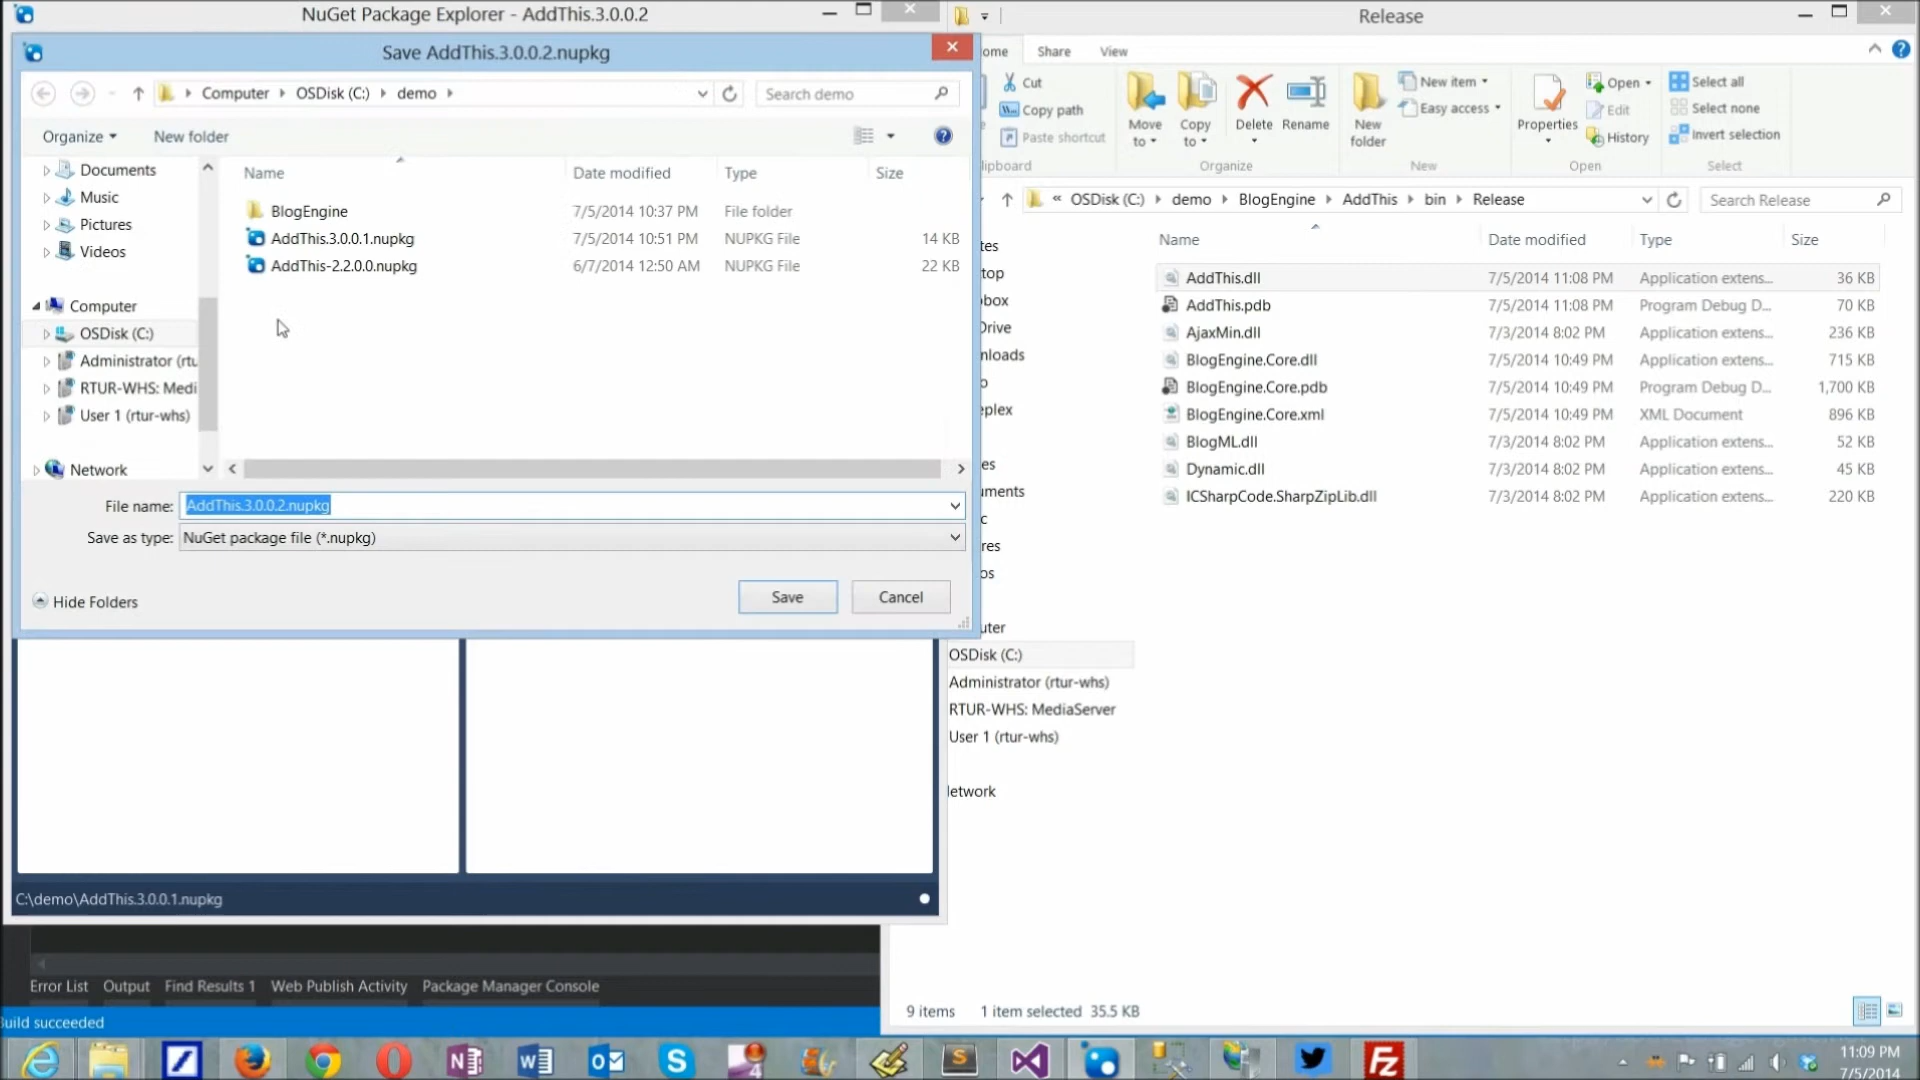 NuGet Package Explorer - AddThis.3.0.0.2
Save AddThis.3.0.0.2.nupkg
Computer OSDisk (C:) demo
Search demo
Organize
New folder
Documents
Music
Pictures
Videos
Computer
OSDisk (C:)
Administrator (rtu
RTUR-WHS: Medi
User 1 (rtur-whs)
Network
Name Date modified Type Size
BlogEngine 7/5/2014 10:37 PM File folder
AddThis.3.0.0.1.nupkg 7/5/2014 10:51 PM NUPKG File 14 KB
AddThis-2.2.0.0.nupkg 6/7/2014 12:50 AM NUPKG File 22 KB
File name: AddThis.3.0.0.2.nupkg
Save as type: NuGet package file (*.nupkg)
Hide Folders
Save
Cancel
C:\demo\AddThis.3.0.0.1.nupkg
Error List Output Find Results 1 Web Publish Activity Package Manager Console
Build succeeded
Release
ome Share View
Cut
Copy path
Paste shortcut
lipboard
Move to
Copy to
Delete
Rename
Organize
New folder
New item
Easy access
New
Properties
Open
Edit
History
Open
Select all
Select none
Invert selection
Select
« OSDisk (C:) demo BlogEngine AddThis bin Release
Search Release
tes
top
box
Drive
nloads
o
eplex
es
uments
c
ures
os
uter
OSDisk (C:)
Administrator (rtur-whs)
RTUR-WHS: MediaServer
User 1 (rtur-whs)
letwork
Name Date modified Type Size
AddThis.dll 7/5/2014 11:08 PM Application extens... 36 KB
AddThis.pdb 7/5/2014 11:08 PM Program Debug D... 70 KB
AjaxMin.dll 7/3/2014 8:02 PM Application extens... 236 KB
BlogEngine.Core.dll 7/5/2014 10:49 PM Application extens... 715 KB
BlogEngine.Core.pdb 7/5/2014 10:49 PM Program Debug D... 1,700 KB
BlogEngine.Core.xml 7/5/2014 10:49 PM XML Document 896 KB
BlogML.dll 7/3/2014 8:02 PM Application extens... 52 KB
Dynamic.dll 7/3/2014 8:02 PM Application extens... 45 KB
ICSharpCode.SharpZipLib.dll 7/3/2014 8:02 PM Application extens... 220 KB
9 items 1 item selected 35.5 KB
11:09 PM
7/5/2014